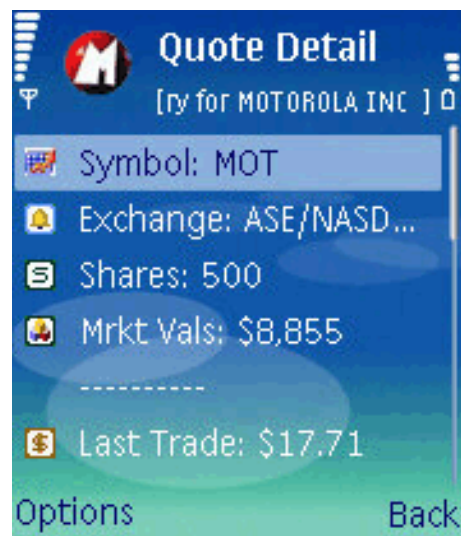 Quote Detail
[ry for MOTOROLA INC ]
Symbol: MOT
Exchange: ASE/NASD...
Shares: 500
Mrkt Vals: $8,855
----------
Last Trade: $17.71
Options Back